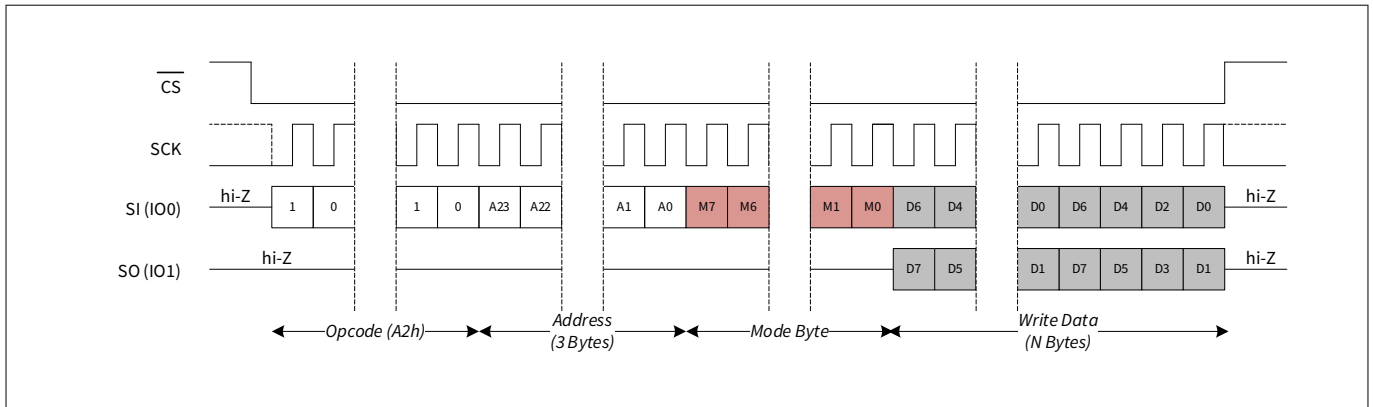 CS
SCK
SI (IO0) hi-Z 1 0 1 0 A23 A22 A1 A0 M7 M6 M1 M0 D6 D4 D0 D6 D4 D2 D0 hi-Z
SO (IO1) hi-Z D7 D5 D1 D7 D5 D3 D1 hi-Z
Opcode (A2h) Address Mode Byte Write Data
(3 Bytes) (N Bytes)